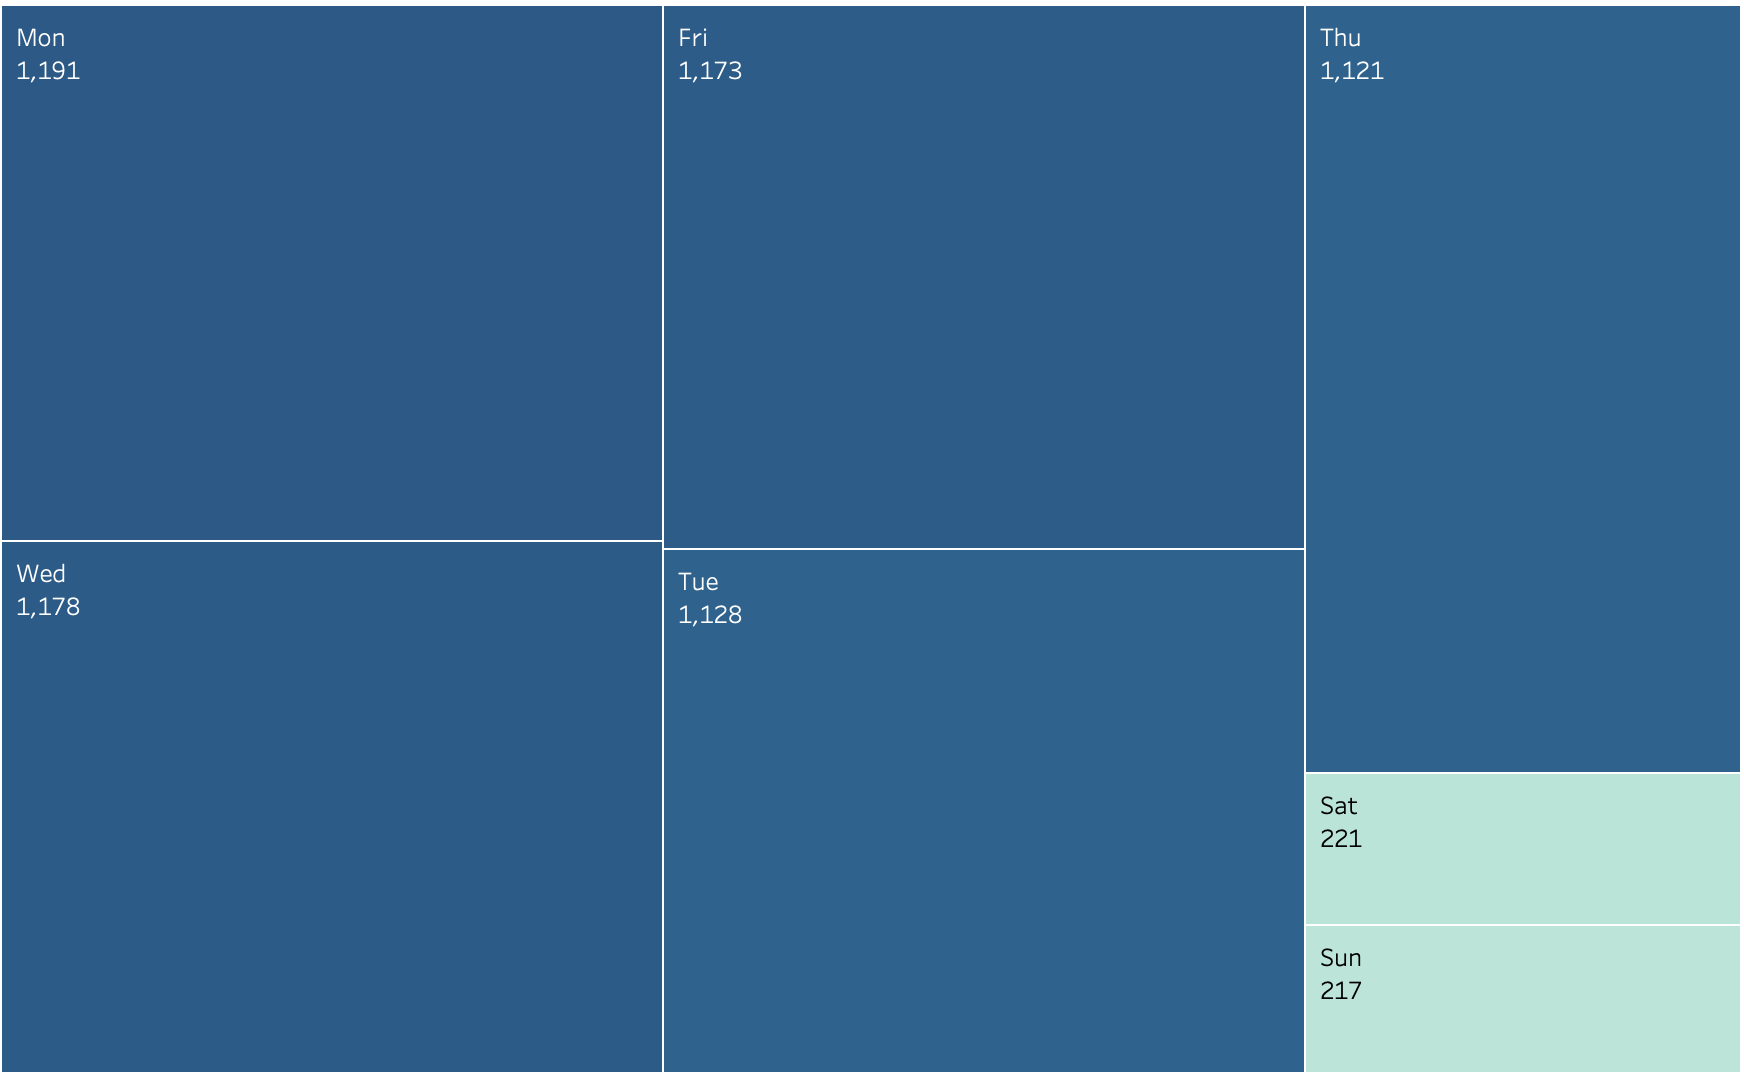 Mon
1,191
Fri
1,173
Thu
1,121
Wed
1,178
Tue
1,128
Sat
221
Sun
217